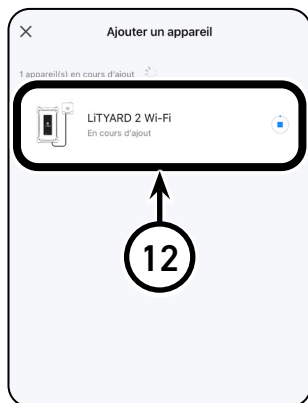 Ajouter un appareil
1 appareil(s) en cours d'ajout
LiTYARD 2 Wi-Fi
En cours d'ajout
12